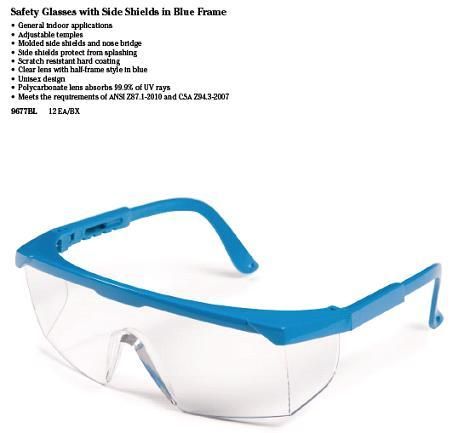 Safety Glasses with Side Shields in Blue Frame
• General indoor applications
• Adjustable temples
• Molded side shields and nose bridge
• Side shields protect from splashing
• Scratch resistant hard coating
• Clear lens with half-frame style in blue
• Unisex design
• Polycarbonate lens absorbs 99.9% of UV rays
• Meets the requirements of ANSI Z87.1-2010 and CSA Z94.3-2007
9677BL 12 EA/BX